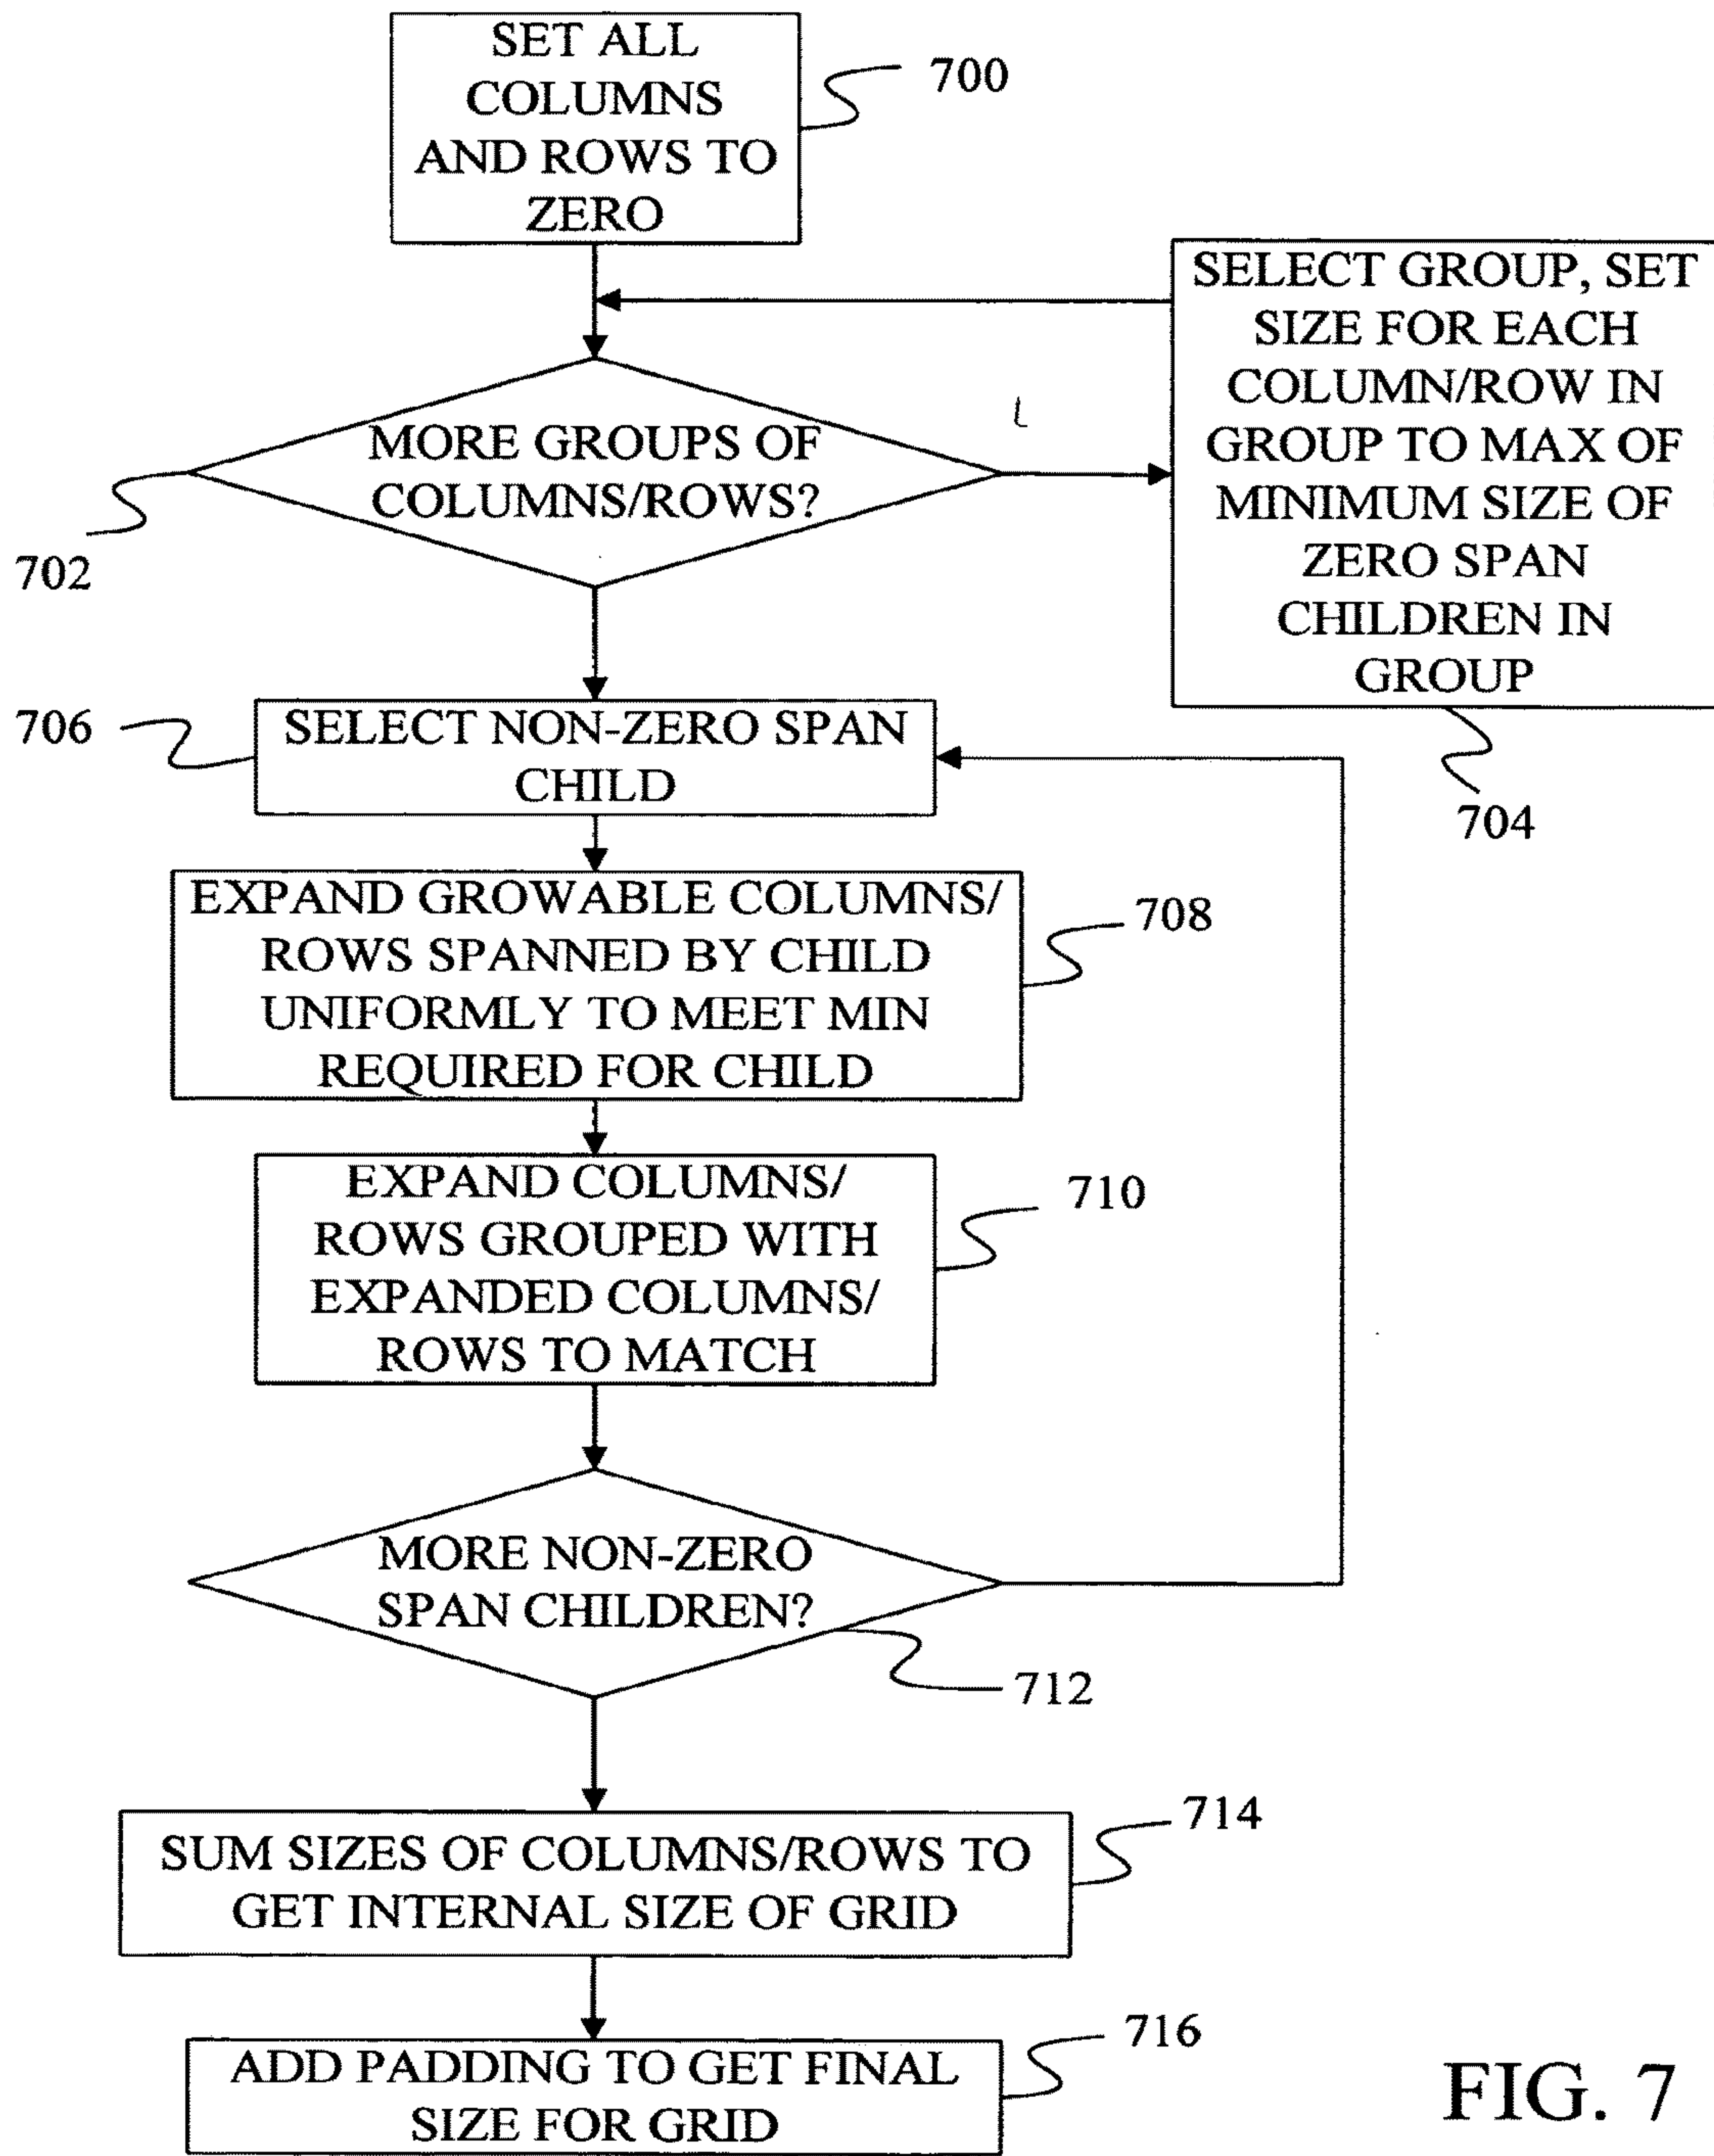 SET ALL
COLUMNS
AND ROWS TO
ZERO
700
SELECT GROUP, SET
SIZE FOR EACH
COLUMN/ROW IN
GROUP TO MAX OF
MINIMUM SIZE OF
ZERO SPAN
CHILDREN IN
GROUP
704
MORE GROUPS OF
COLUMNS/ROWS?
702
SELECT NON-ZERO SPAN
CHILD
706
EXPAND GROWABLE COLUMNS/
ROWS SPANNED BY CHILD
UNIFORMLY TO MEET MIN
REQUIRED FOR CHILD
708
EXPAND COLUMNS/
ROWS GROUPED WITH
EXPANDED COLUMNS/
ROWS TO MATCH
710
MORE NON-ZERO
SPAN CHILDREN?
712
SUM SIZES OF COLUMNS/ROWS TO
GET INTERNAL SIZE OF GRID
714
ADD PADDING TO GET FINAL
SIZE FOR GRID
716
FIG. 7